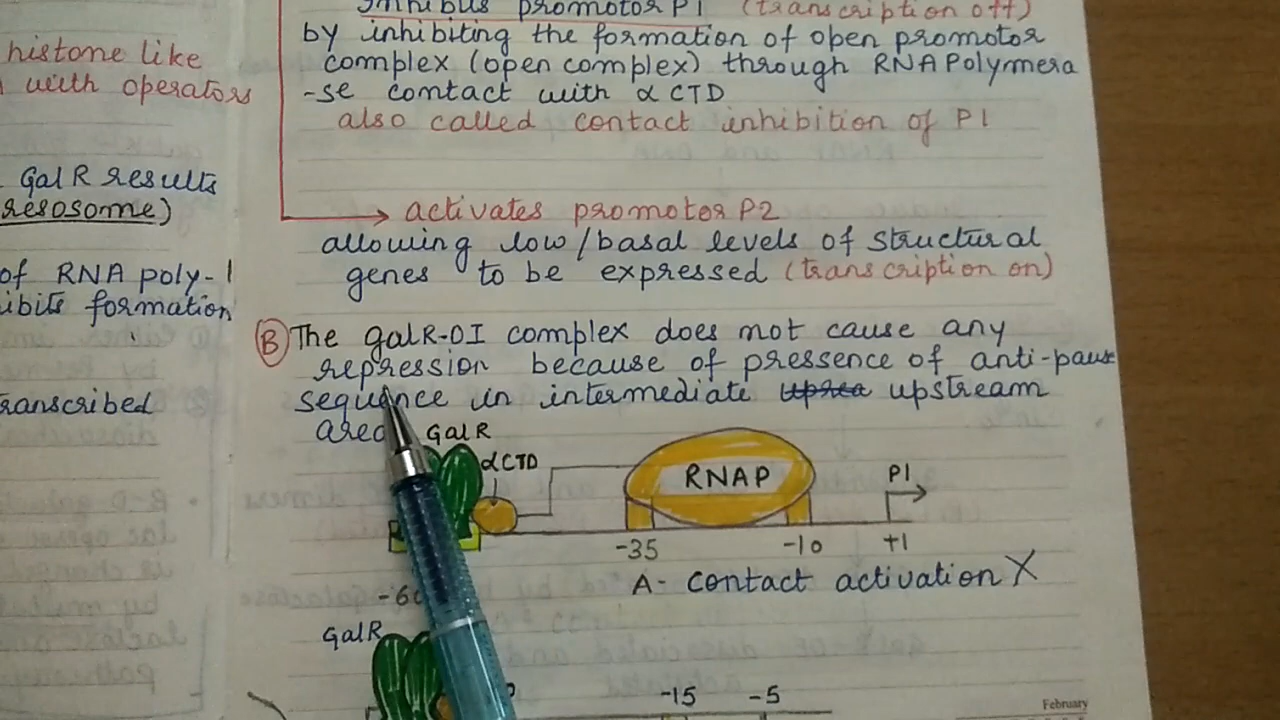 histone like
with operators
GalR results
resosome)
of RNA poly-
ibits formation
ranscribed
Inhibits promotor P1 (transcription off)
by inhibiting the formation of open promotor
complex (open complex) through RNA Polymera
-se contact with αCTD
also called contact inhibition of P1
activates promotor P2
allowing low/basal levels of structural
genes to be expressed (transcription on)
B The galR-OI complex does not cause any
repression because of pressence of anti-pause
sequence in intermediate upstream
area
GalR
αCTD
RNAP
P1
-35 -10 +1
-60
A- contact activation X
GalR
-15 -5
February